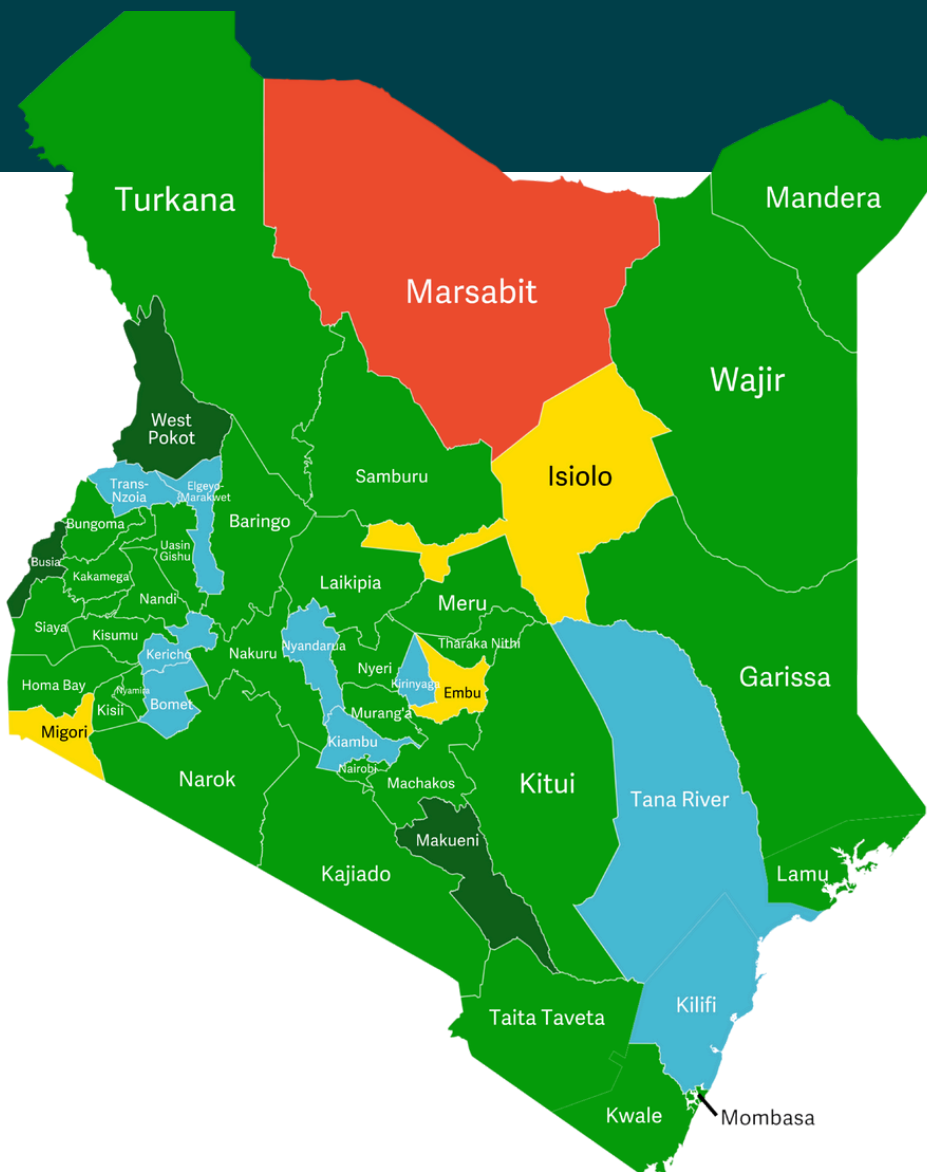 Turkana
Mandera
Marsabit
Wajir
West
Pokot
Isiolo
Samburu
Trans-
Nzoia
Elgeyo-
Marakwet
Baringo
Bungoma
Uasin
Gishu
Busia
Kakamega
Laikipia
Nandi
Meru
Siaya
Kisumu
Tharaka Nithi
Kericho
Nakuru
Nyandarua
Nyeri
Garissa
Homa Bay
Nyamira
Kirinyaga
Embu
Bomet
Kisii
Murang'a
Migori
Kiambu
Nairobi
Narok
Machakos
Kitui
Tana River
Makueni
Kajiado
Lamu
Kilifi
Taita Taveta
Kwale
Mombasa